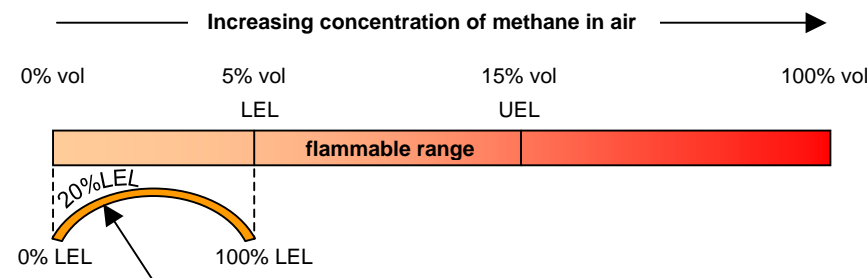 Increasing concentration of methane in air
0% vol 5% vol 15% vol 100% vol
LEL UEL
flammable range
20%LEL
0% LEL 100% LEL